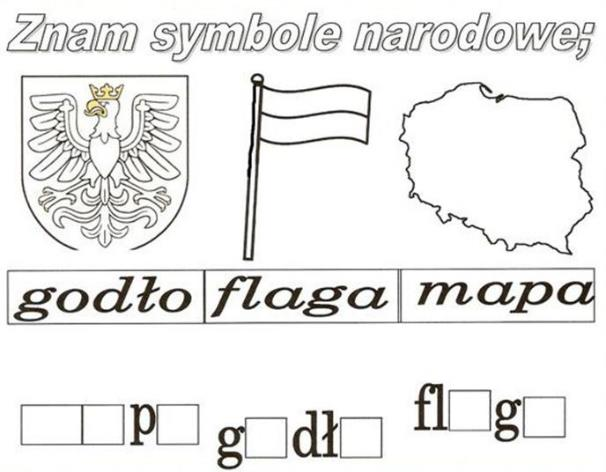 Znam symbole narodowe;
godło flaga mapa
p g dł fl g